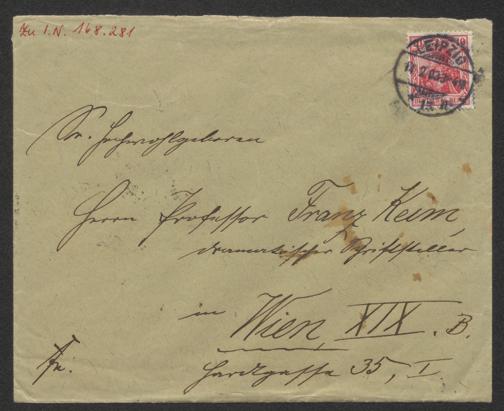 Zu I.N. 168.281
LEIPZIG
Sr. Hochwohlgeboren
Herrn Professor Franz Keim
dramatischer Schriftsteller
in
Wien, XIX. B.
Fr.
Hardtgasse 35, I